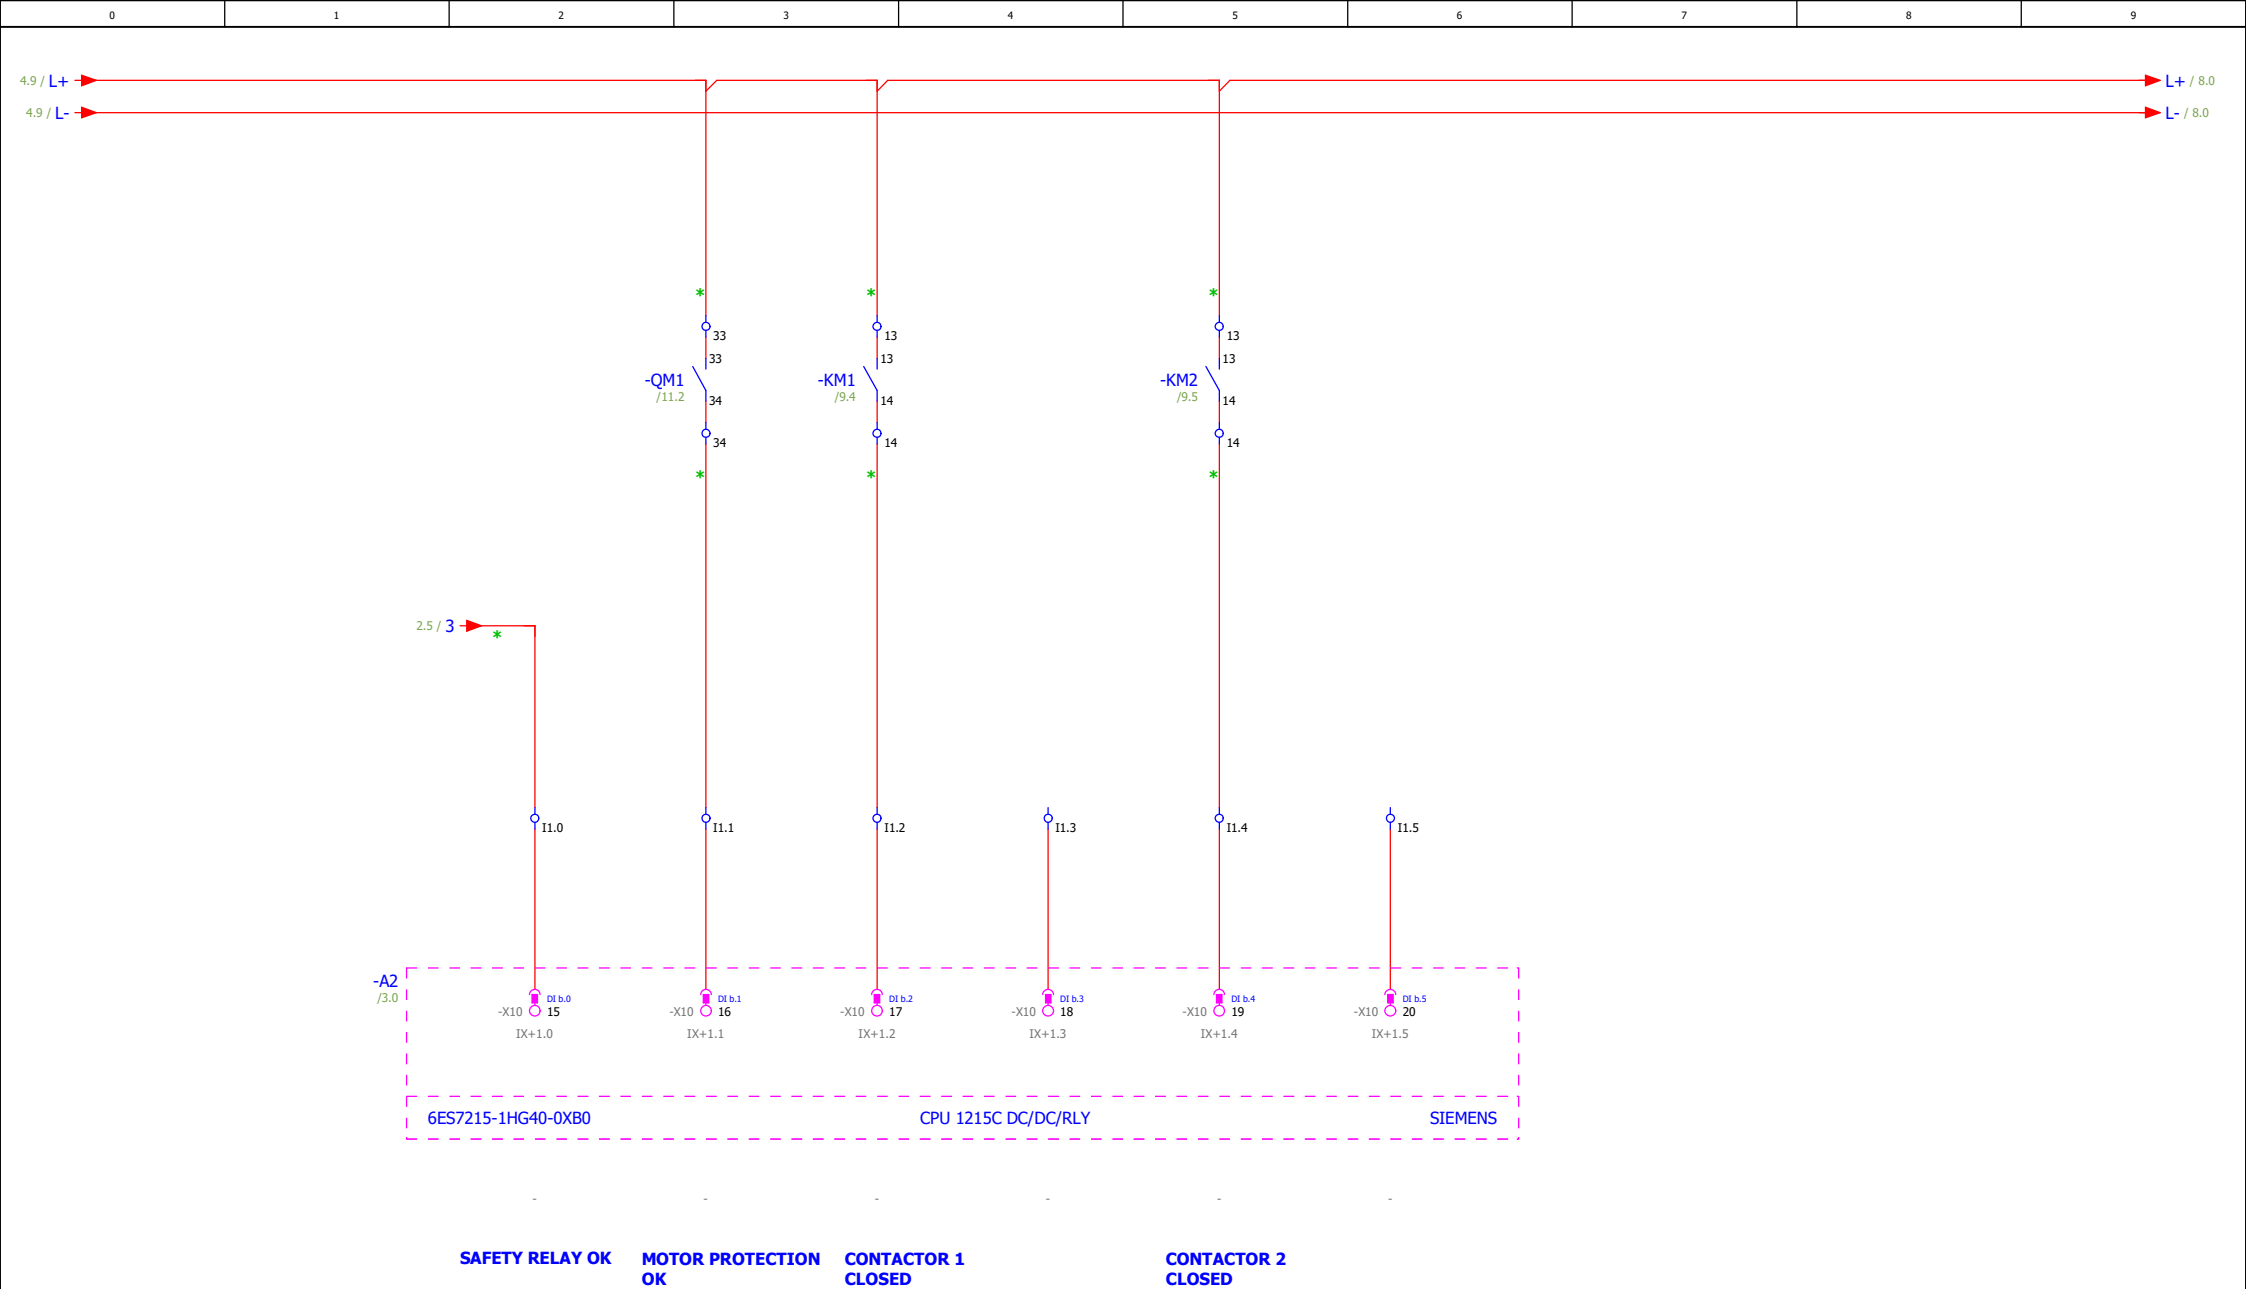 0 1 2 3 4 5 6 7 8 9
4.9 / L+ L+ / 8.0
4.9 / L- L- / 8.0
* * *
33 13 13
33 13 13
-QM1 -KM1 -KM2
/11.2 /9.4 /9.5
34 14 14
34 14 14
* * *
2.5 / 3
*
I1.0 I1.1 I1.2 I1.3 I1.4 I1.5
-A2
/3.0
DI b.0 DI b.1 DI b.2 DI b.3 DI b.4 DI b.5
-X10 15 -X10 16 -X10 17 -X10 18 -X10 19 -X10 20
IX+1.0 IX+1.1 IX+1.2 IX+1.3 IX+1.4 IX+1.5
6ES7215-1HG40-0XB0 CPU 1215C DC/DC/RLY SIEMENS
- - - - - -
SAFETY RELAY OK
MOTOR PROTECTION
OK
CONTACTOR 1
CLOSED
CONTACTOR 2
CLOSED